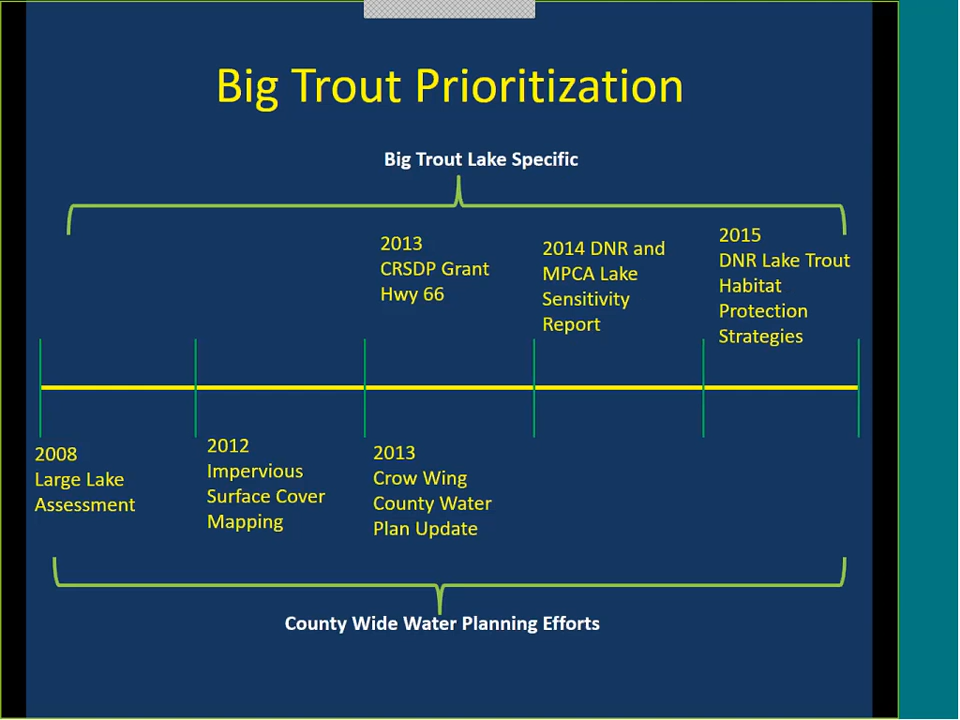 Big Trout Prioritization
Big Trout Lake Specific
2013
CRSDP Grant
Hwy 66
2014 DNR and
MPCA Lake
Sensitivity
Report
2015
DNR Lake Trout
Habitat
Protection
Strategies
2008
Large Lake
Assessment
2012
Impervious
Surface Cover
Mapping
2013
Crow Wing
County Water
Plan Update
County Wide Water Planning Efforts